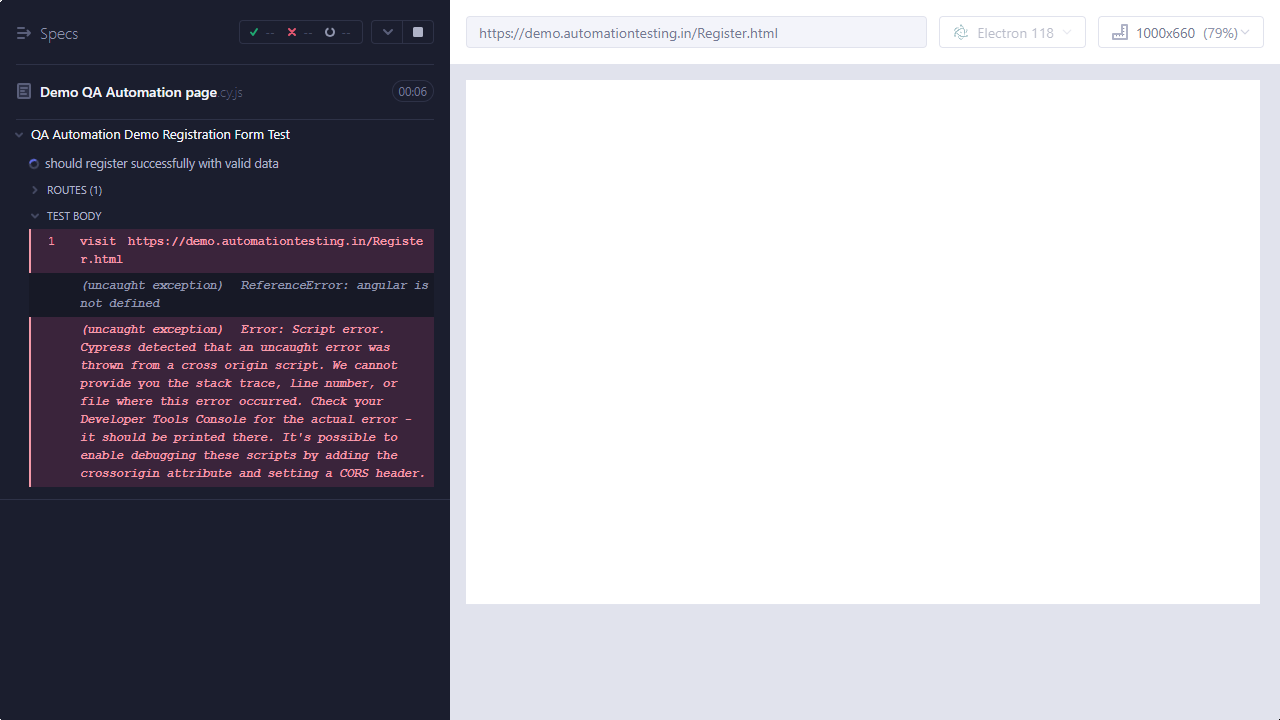 Specs
-- -- --
https://demo.automationtesting.in/Register.html
Electron 118
1000x660 (79%)
Demo QA Automation page.cy.js
00:06
QA Automation Demo Registration Form Test
should register successfully with valid data
ROUTES (1)
TEST BODY
1 visit https://demo.automationtesting.in/Registe
r.html
(uncaught exception) ReferenceError: angular is
not defined
(uncaught exception) Error: Script error.
Cypress detected that an uncaught error was
thrown from a cross origin script. We cannot
provide you the stack trace, line number, or
file where this error occurred. Check your
Developer Tools Console for the actual error -
it should be printed there. It's possible to
enable debugging these scripts by adding the
crossorigin attribute and setting a CORS header.